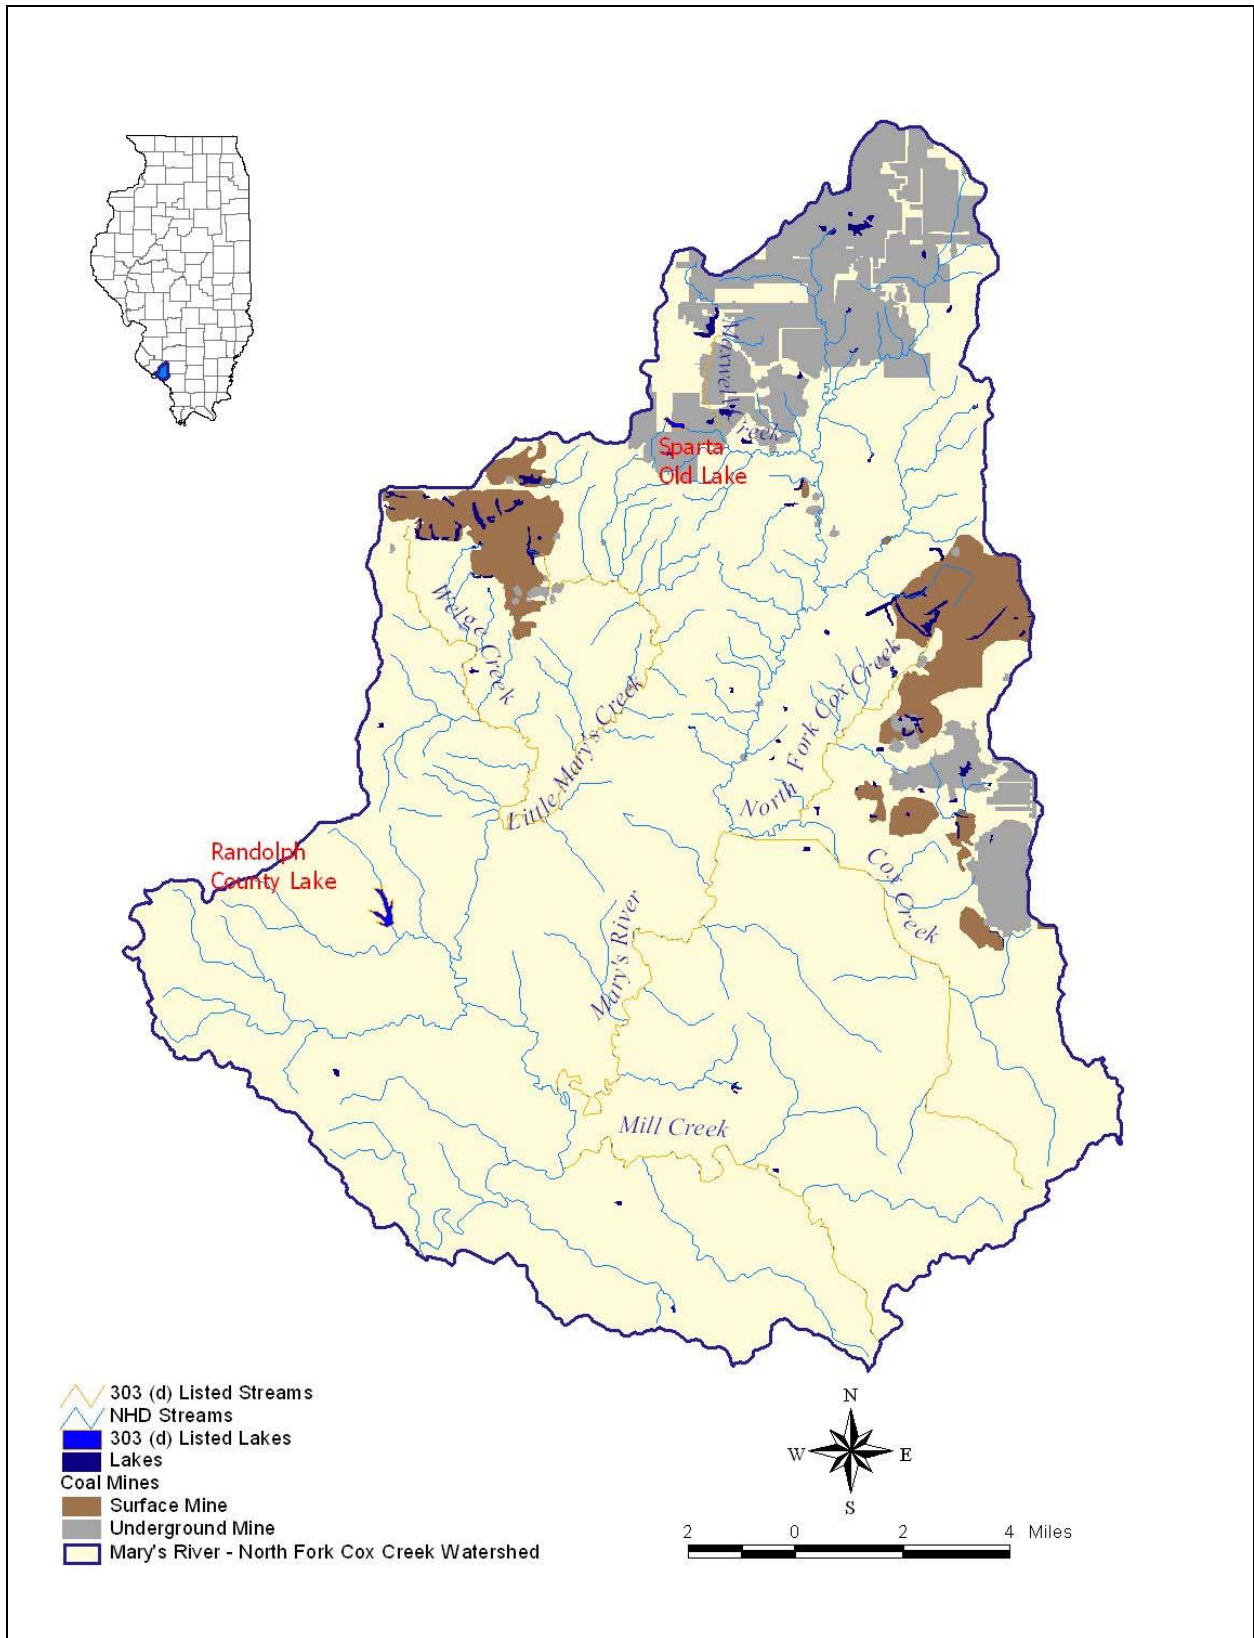 Maxwell
Creek
Sparta
Old Lake
Welge
Creek
Little Mary's Creek
North Fork Cox Creek
Cox
Creek
Randolph
County Lake
Mary's River
Mill Creek
303 (d) Listed Streams
NHD Streams
303 (d) Listed Lakes
Lakes
Coal Mines
Surface Mine
Underground Mine
Mary's River - North Fork Cox Creek Watershed
N
W E
S
2 0 2 4 Miles